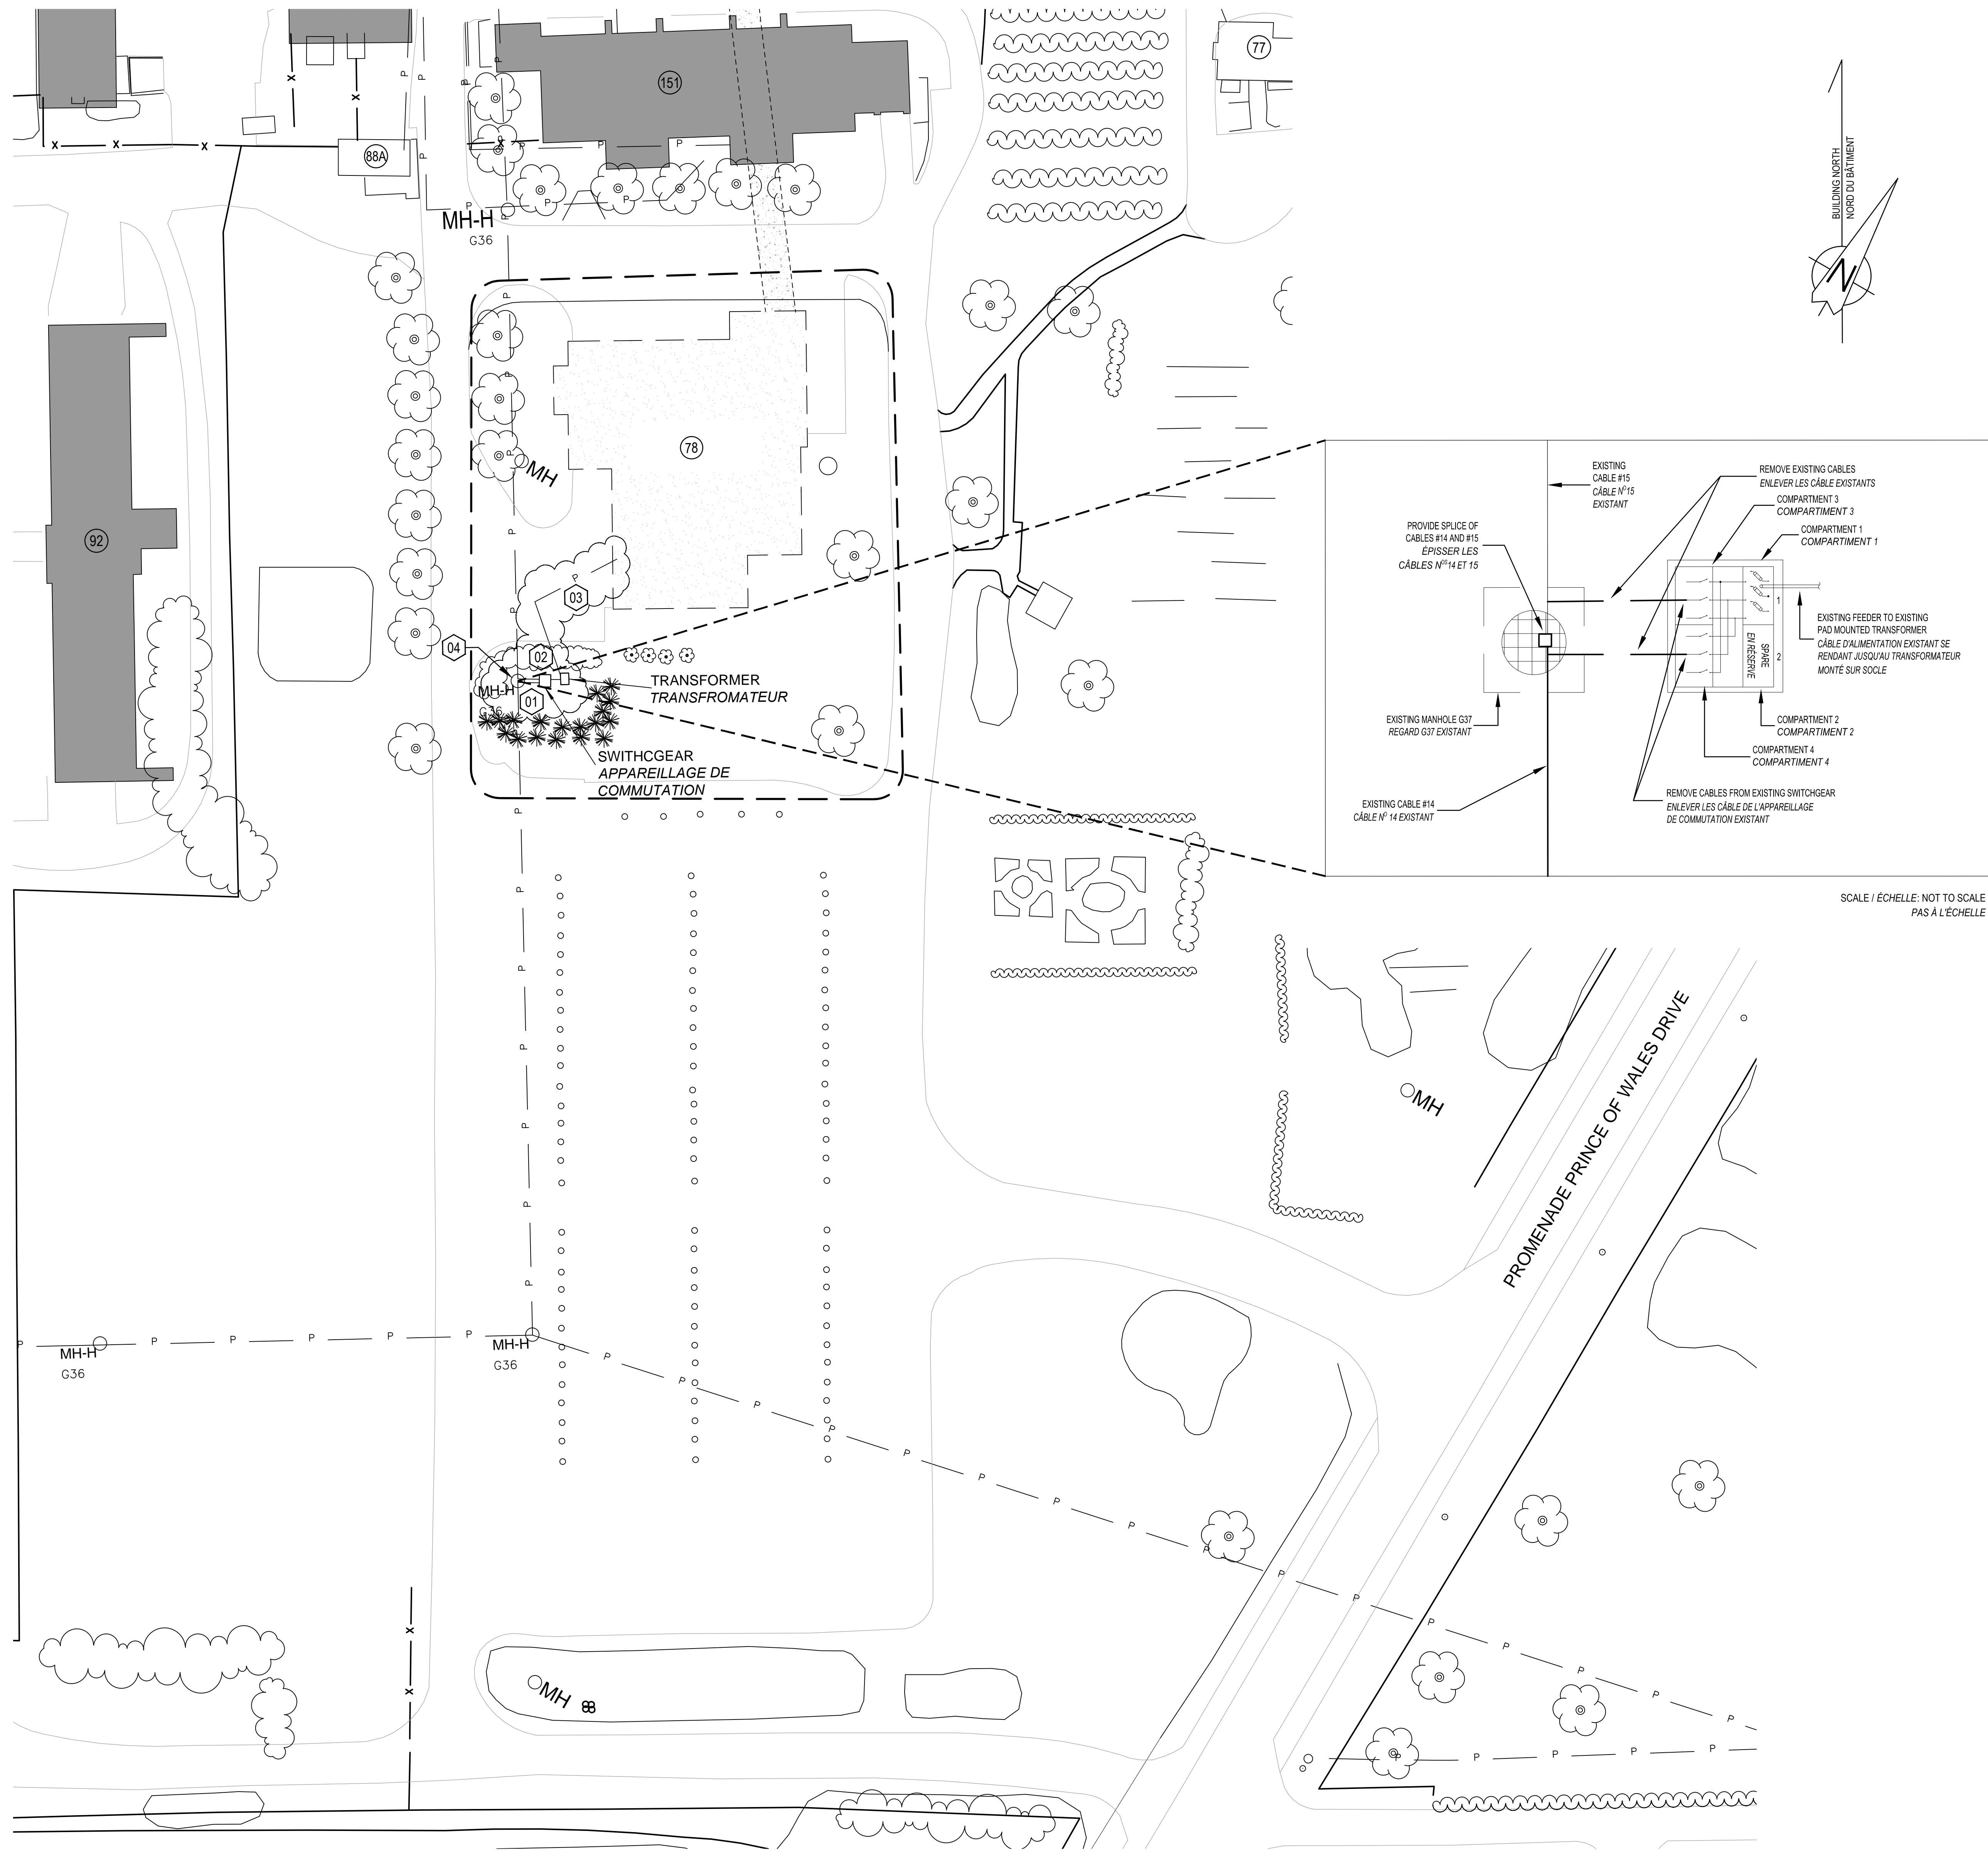 151
77
88A
MH-H
G36
BUILDING NORTH
NORD DU BÂTIMENT
N
78
MH
92
03
04
02
01
MH-H
G36
TRANSFORMER
TRANSFROMATEUR
SWITHCGEAR
APPAREILLAGE DE
COMMUTATION
EXISTING
CABLE #15
CÂBLE Nº15
EXISTANT
REMOVE EXISTING CABLES
ENLEVER LES CÂBLE EXISTANTS
COMPARTMENT 3
COMPARTIMENT 3
COMPARTMENT 1
COMPARTIMENT 1
PROVIDE SPLICE OF
CABLES #14 AND #15
ÉPISSER LES
CÂBLES NOS14 ET 15
1
2
SPARE
EN RÉSERVE
EXISTING FEEDER TO EXISTING
PAD MOUNTED TRANSFORMER
CÂBLE D'ALIMENTATION EXISTANT SE
RENDANT JUSQU'AU TRANSFORMATEUR
MONTÉ SUR SOCLE
EXISTING MANHOLE G37
REGARD G37 EXISTANT
COMPARTMENT 2
COMPARTIMENT 2
COMPARTMENT 4
COMPARTIMENT 4
REMOVE CABLES FROM EXISTING SWITCHGEAR
ENLEVER LES CÂBLE DE L'APPAREILLAGE
DE COMMUTATION EXISTANT
EXISTING CABLE #14
CÂBLE Nº 14 EXISTANT
SCALE / ÉCHELLE: NOT TO SCALE
PAS À L'ÉCHELLE
MH
PROMENADE PRINCE OF WALES DRIVE
MH-H
G36
MH-H
G36
MH